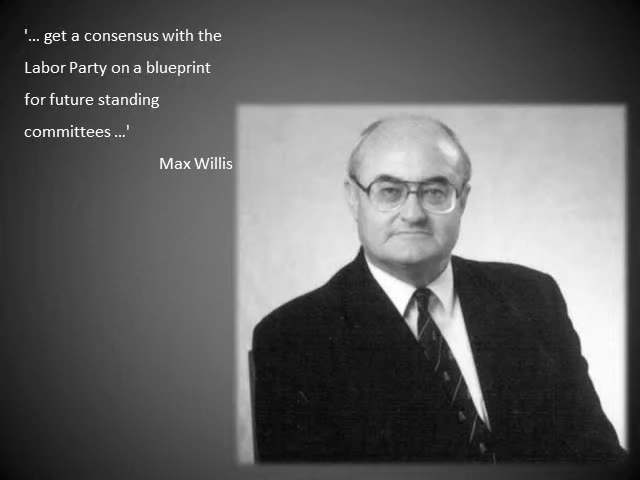 '... get a consensus with the
Labor Party on a blueprint
for future standing
committees ...'
Max Willis